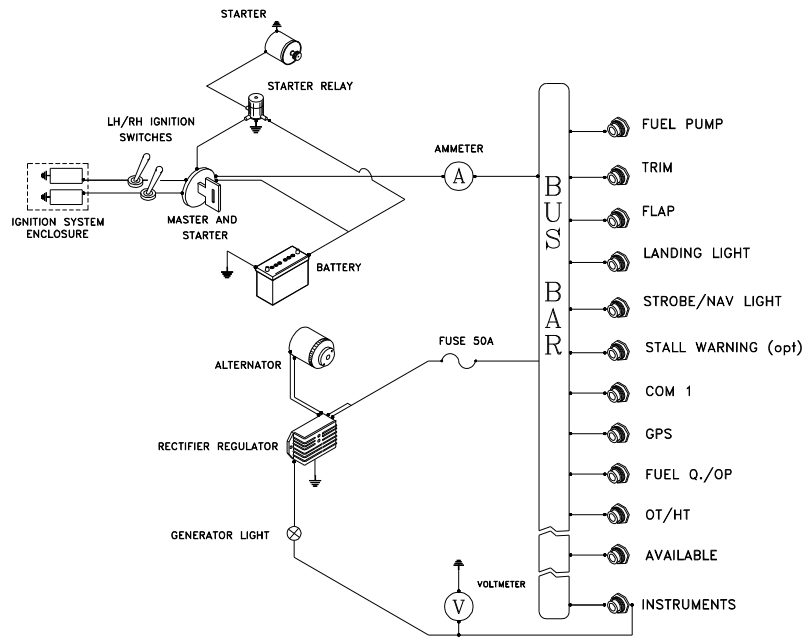 STARTER
STARTER RELAY
LH/RH IGNITION
SWITCHES
AMMETER
A
IGNITION SYSTEM
ENCLOSURE
MASTER AND
STARTER
BATTERY
ALTERNATOR
FUSE 50A
RECTIFIER REGULATOR
GENERATOR LIGHT
VOLTMETER
V
BUS BAR
FUEL PUMP
TRIM
FLAP
LANDING LIGHT
STROBE/NAV LIGHT
STALL WARNING (opt)
COM 1
GPS
FUEL Q./OP
OT/HT
AVAILABLE
INSTRUMENTS